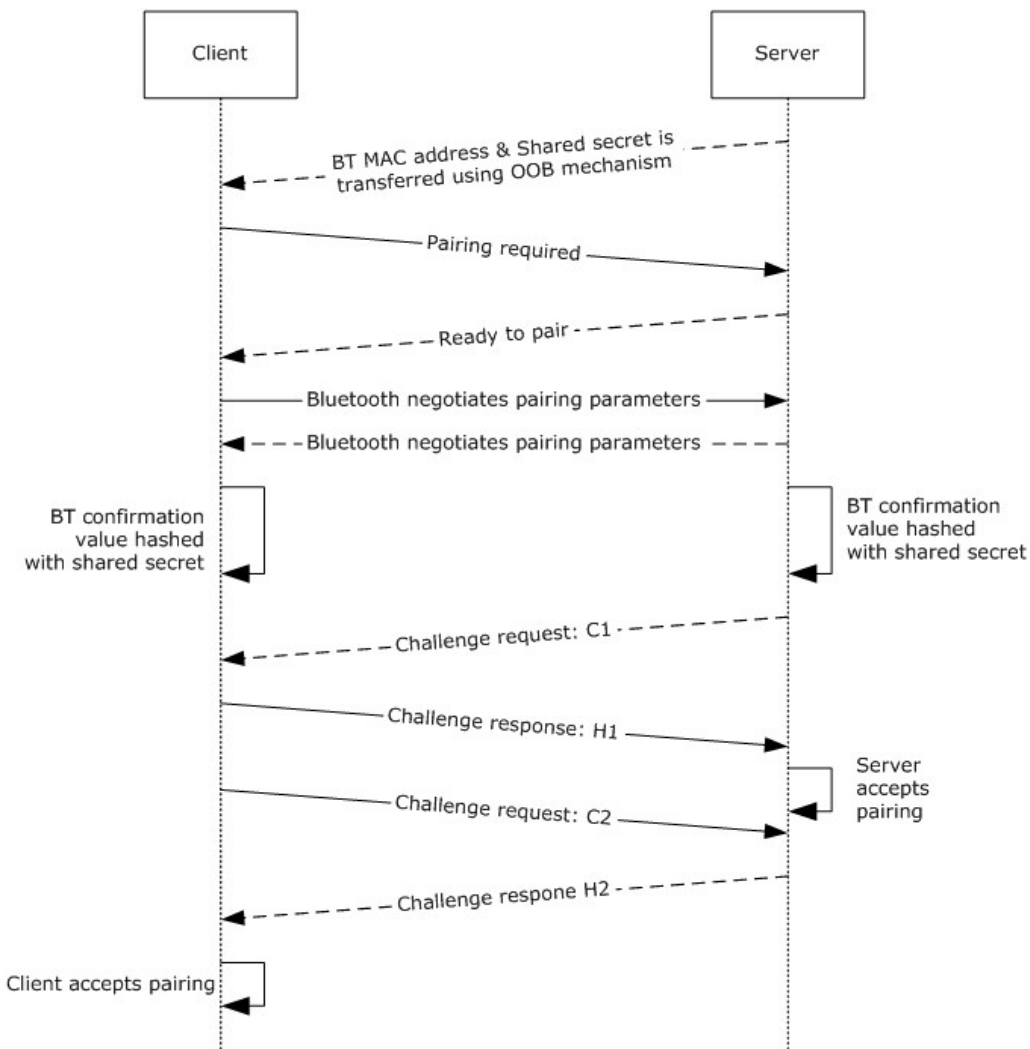 Client
Server
BT MAC address & Shared secret is
transferred using OOB mechanism
Pairing required
Ready to pair
Bluetooth negotiates pairing parameters
Bluetooth negotiates pairing parameters
BT confirmation
value hashed
with shared secret
BT confirmation
value hashed
with shared secret
Challenge request: C1
Challenge response: H1
Server
accepts
pairing
Challenge request: C2
Challenge respone H2
Client accepts pairing